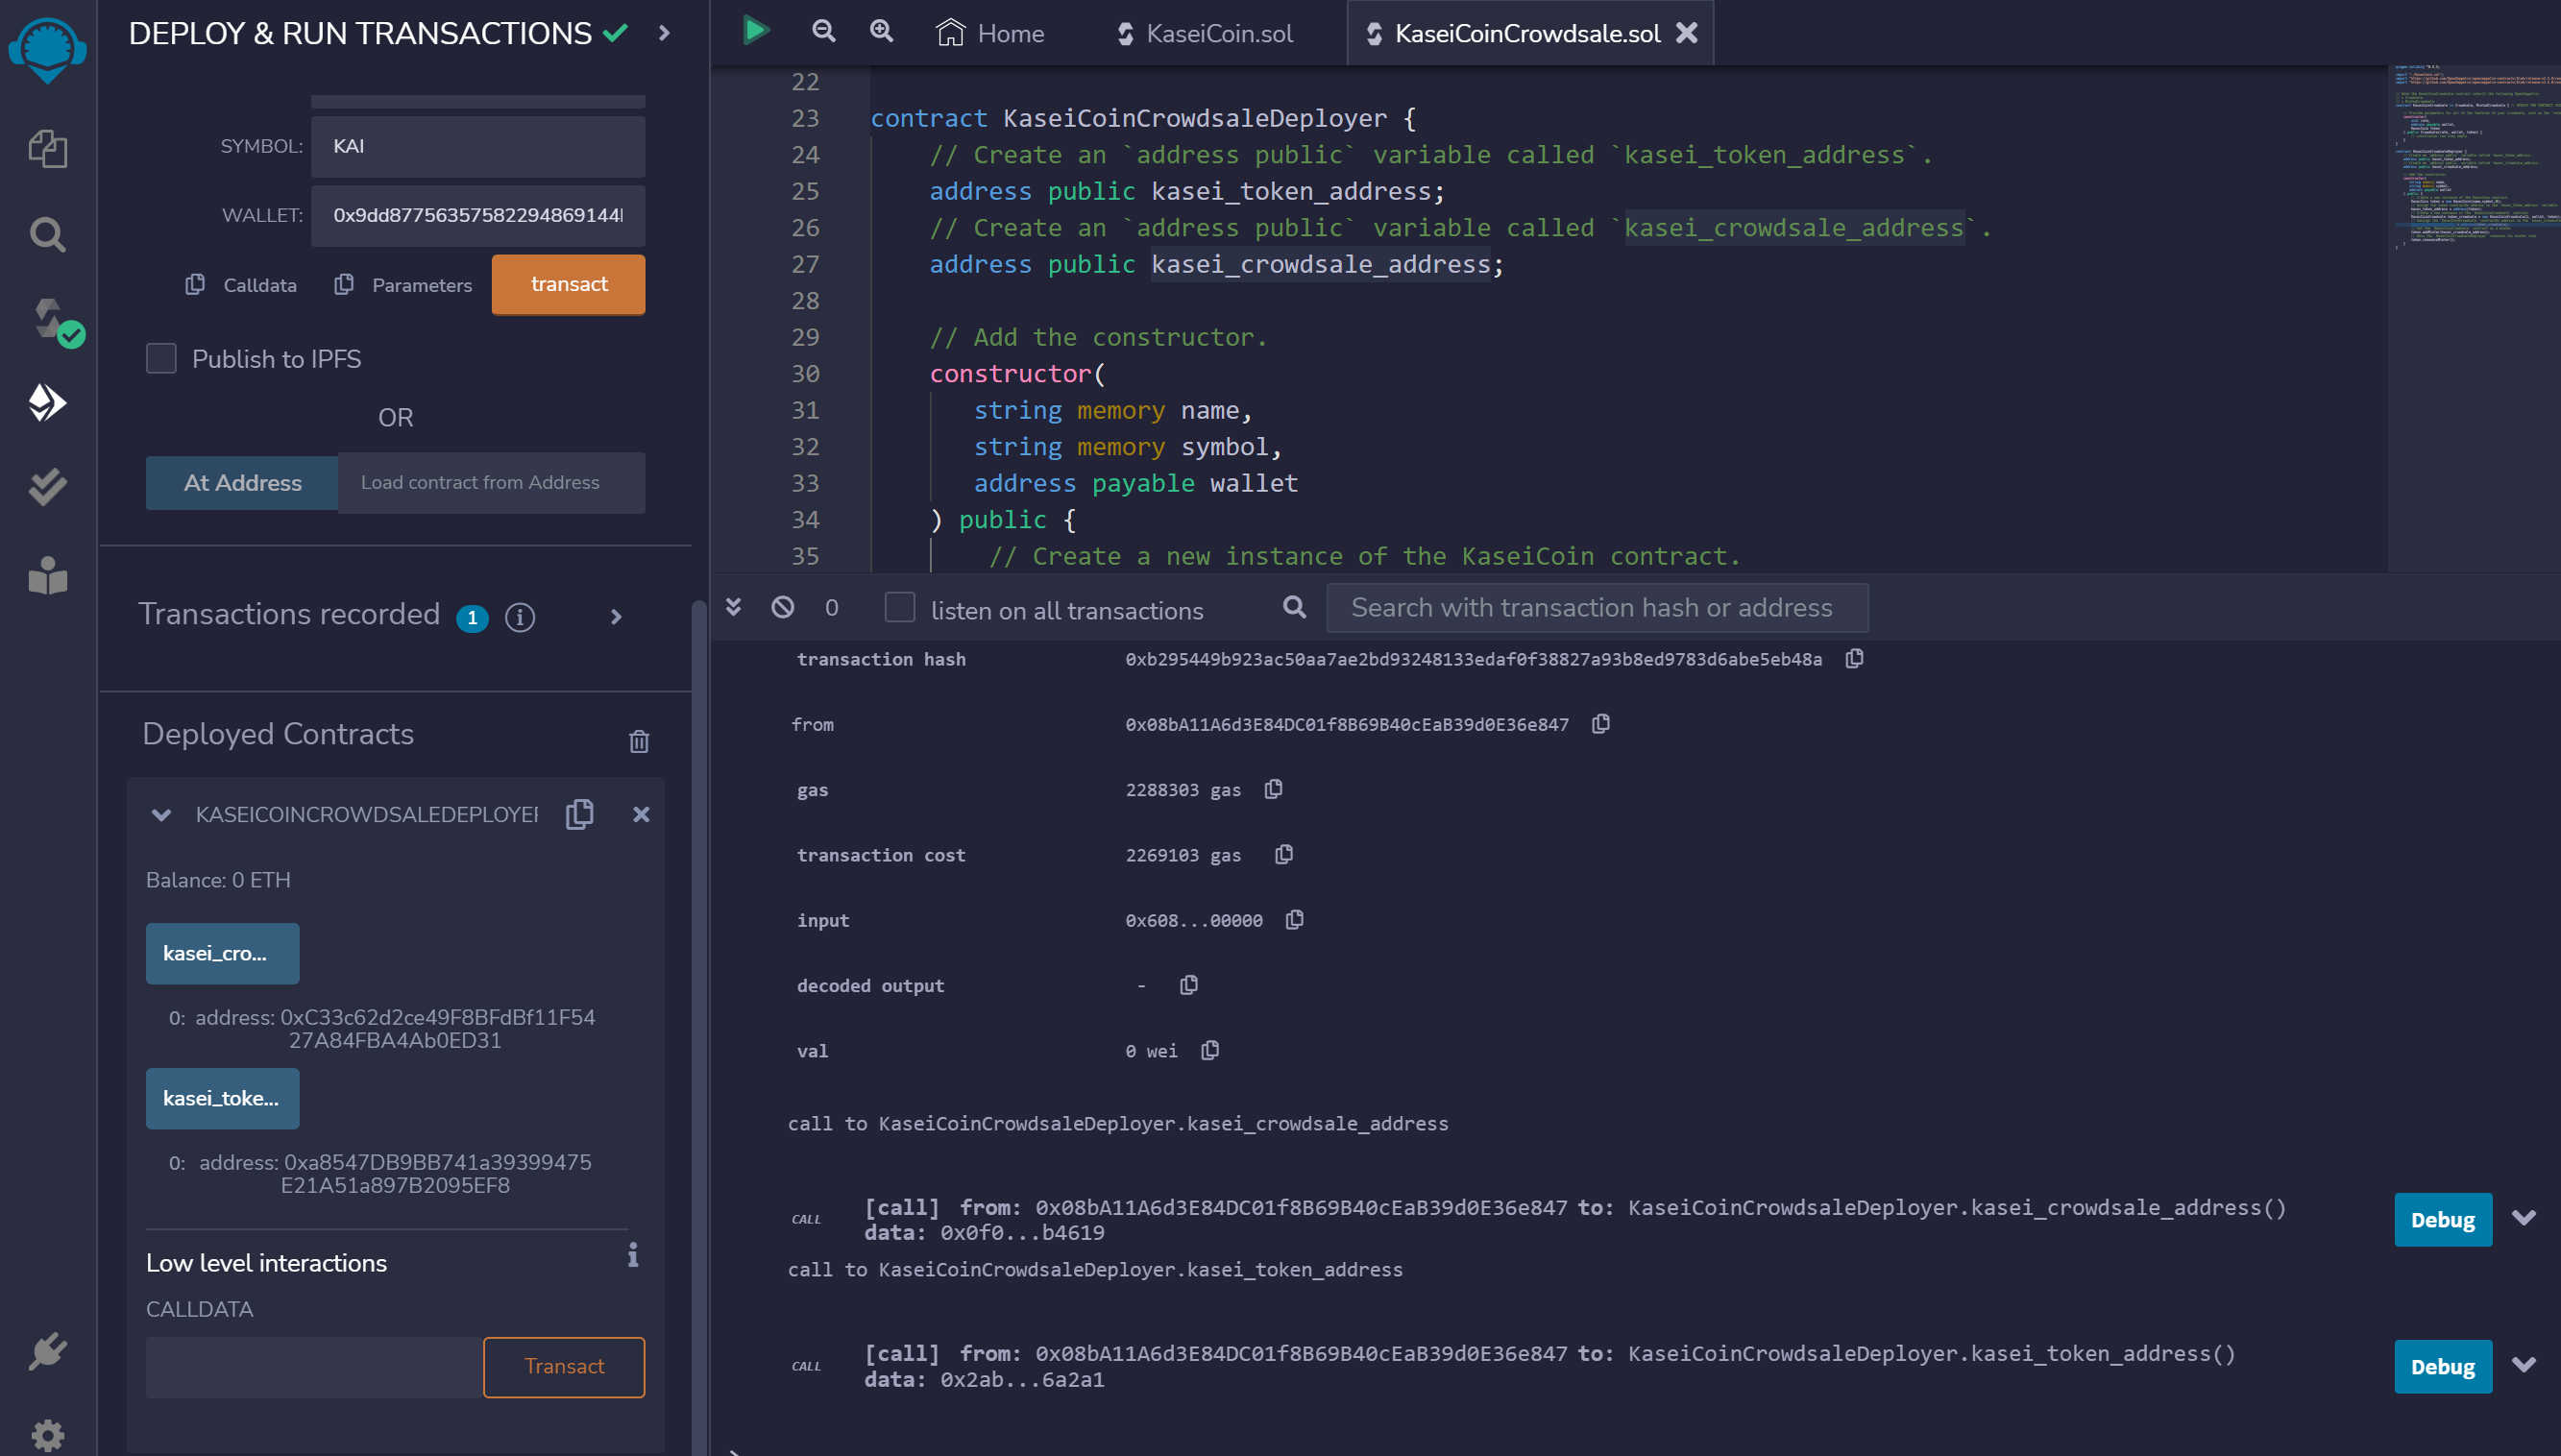 DEPLOY & RUN TRANSACTIONS
SYMBOL: KAI
WALLET: 0x9dd87756357582294869144
Calldata Parameters transact
Publish to IPFS
OR
At Address Load contract from Address
Transactions recorded 1
Deployed Contracts
KASEICOINCROWDSALEDEPLOYER
Balance: 0 ETH
kasei_cro...
0: address: 0xC33c62d2ce49F8BFdBf11F54
27A84FBA4Ab0ED31
kasei_toke...
0: address: 0xa8547DB9BB741a39399475
E21A51a897B2095EF8
Low level interactions
CALLDATA
Transact
Home KaseiCoin.sol KaseiCoinCrowdsale.sol
22
23 contract KaseiCoinCrowdsaleDeployer {
24 // Create an `address public` variable called `kasei_token_address`.
25 address public kasei_token_address;
26 // Create an `address public` variable called `kasei_crowdsale_address`.
27 address public kasei_crowdsale_address;
28
29 // Add the constructor.
30 constructor(
31 string memory name,
32 string memory symbol,
33 address payable wallet
34 ) public {
35 // Create a new instance of the KaseiCoin contract.
0 listen on all transactions Search with transaction hash or address
transaction hash 0xb295449b923ac50aa7ae2bd93248133edaf0f38827a93b8ed9783d6abe5eb48a
from 0x08bA11A6d3E84DC01f8B69B40cEaB39d0E36e847
gas 2288303 gas
transaction cost 2269103 gas
input 0x608...00000
decoded output -
val 0 wei
call to KaseiCoinCrowdsaleDeployer.kasei_crowdsale_address
CALL [call] from: 0x08bA11A6d3E84DC01f8B69B40cEaB39d0E36e847 to: KaseiCoinCrowdsaleDeployer.kasei_crowdsale_address() Debug
data: 0x0f0...b4619
call to KaseiCoinCrowdsaleDeployer.kasei_token_address
CALL [call] from: 0x08bA11A6d3E84DC01f8B69B40cEaB39d0E36e847 to: KaseiCoinCrowdsaleDeployer.kasei_token_address() Debug
data: 0x2ab...6a2a1